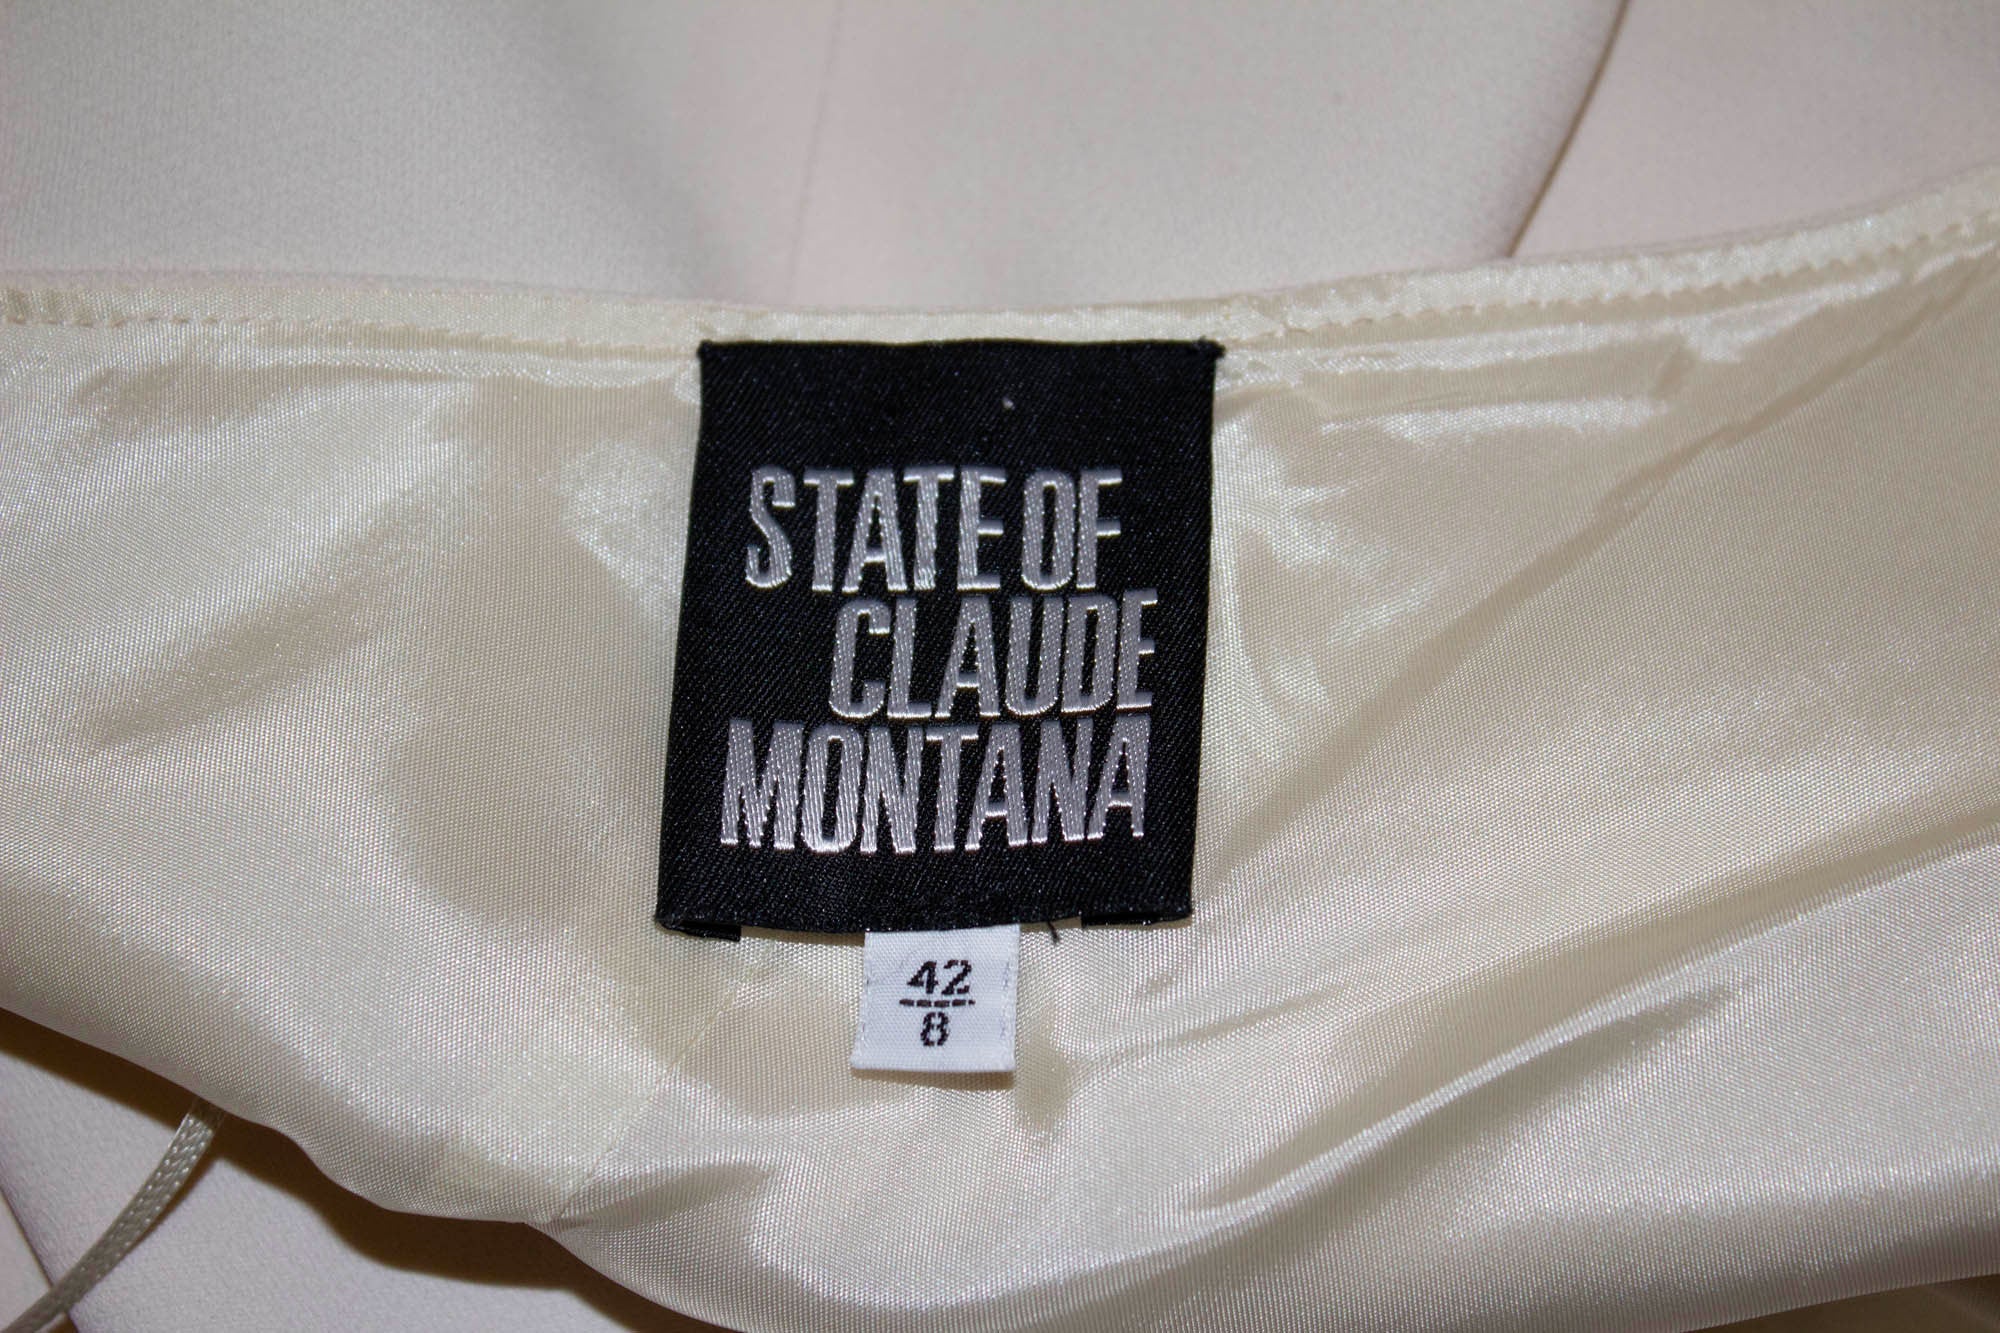 STATE OF
CLAUDE
MONTANA
42
8